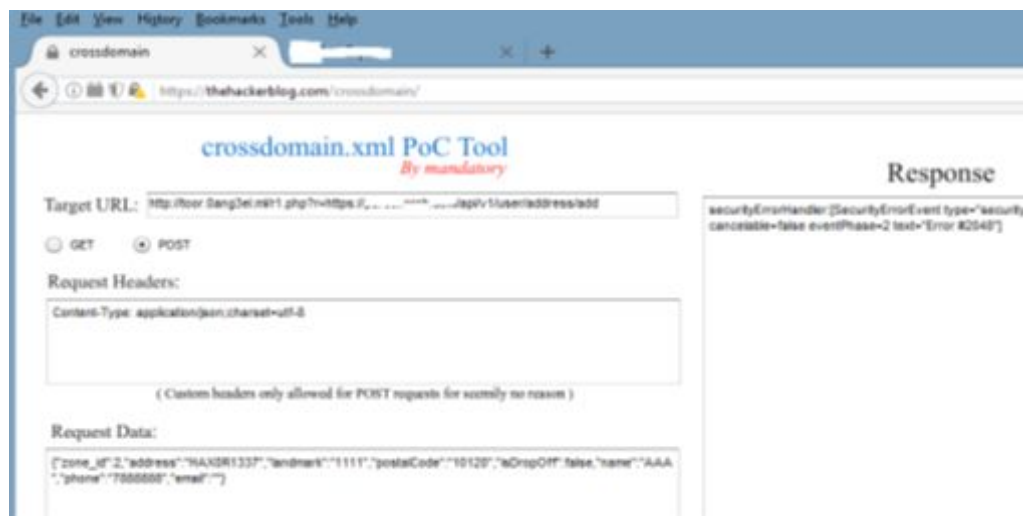 File Edit View History Bookmarks Tools Help
crossdomain
https://thehackerblog.com/crossdomain/
crossdomain.xml PoC Tool
By mandatory
Response
Target URL:
/api/v1/user/address/add
securityErrorHandler:[SecurityErrorEvent type="security
cancelable=false eventPhase=2 text="Error #2048"]
GET POST
Request Headers:
Content-Type: application/json;charset=utf-8
( Custom headers only allowed for POST requests for seemily no reason )
Request Data:
{"zone_id":2,"address":"HAX0R1337","landmark":"1111","postalCode":"10120","isDropOff":false,"name":"AAA
","phone":"7888888","email":""}